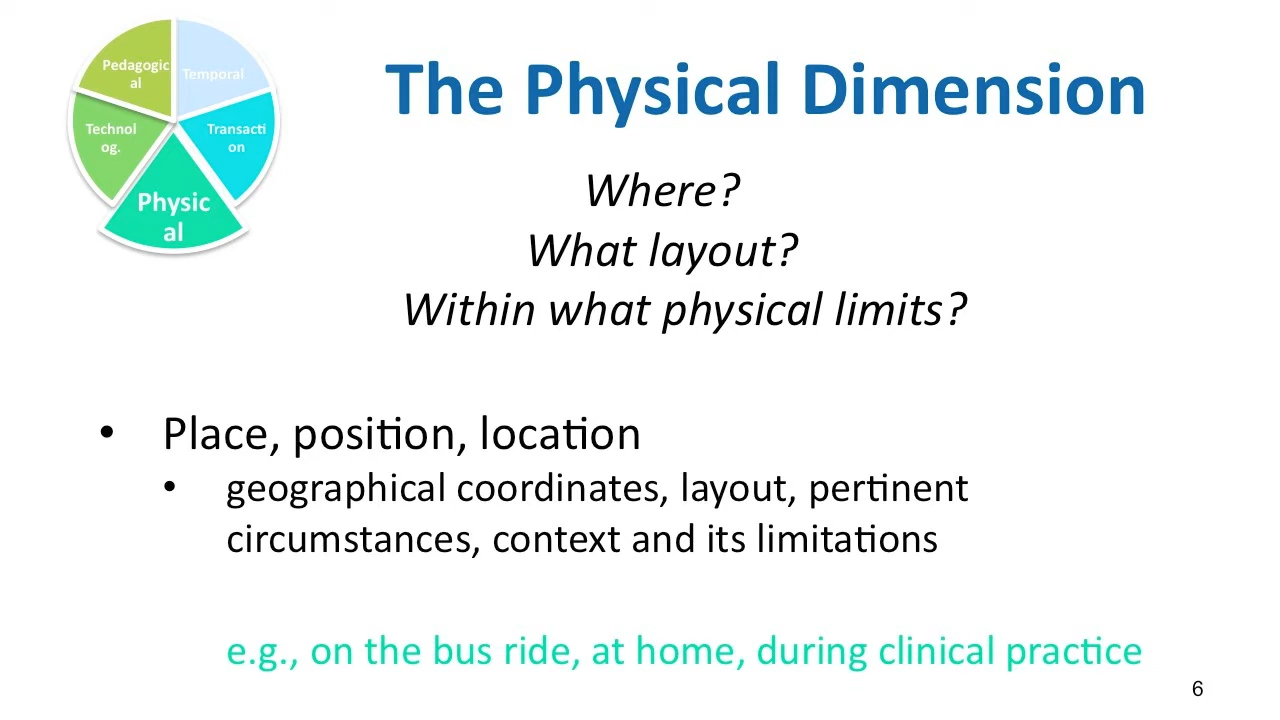 Pedagogic
al
Temporal
Technol
og.
Transacti
on
Physic
al
The Physical Dimension
Where?
What layout?
Within what physical limits?
• Place, position, location
• geographical coordinates, layout, pertinent
circumstances, context and its limitations
e.g., on the bus ride, at home, during clinical practice
6